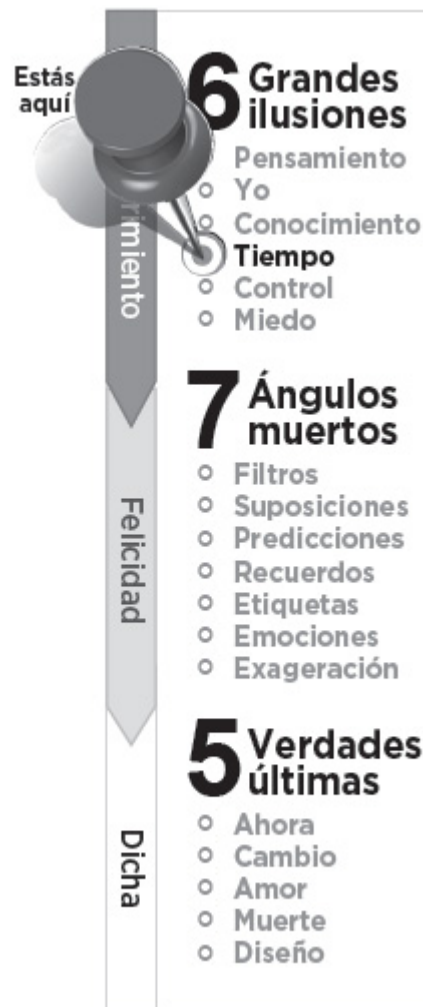 Estás
aquí
6 Grandes
ilusiones
Pensamiento
Yo
Conocimiento
Tiempo
Control
Miedo
7 Ángulos
muertos
Filtros
Suposiciones
Predicciones
Recuerdos
Etiquetas
Emociones
Exageración
Felicidad
5 Verdades
últimas
Ahora
Cambio
Amor
Muerte
Diseño
Dicha